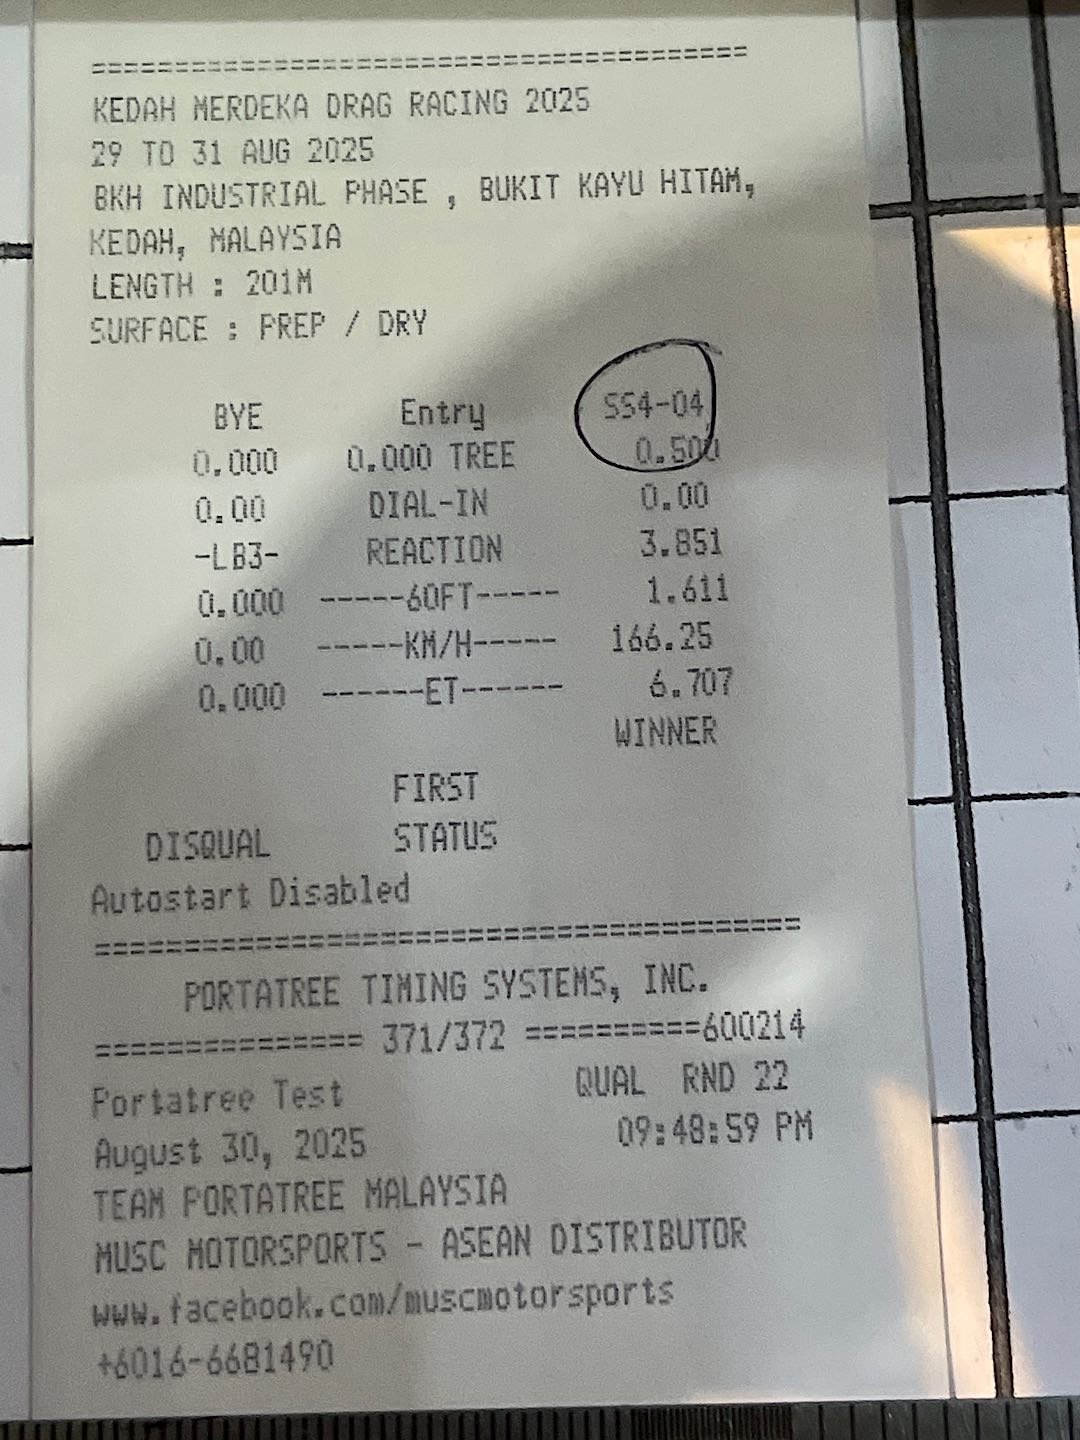 ========================================
KEDAH MERDEKA DRAG RACING 2025
29 TO 31 AUG 2025
BKH INDUSTRIAL PHASE , BUKIT KAYU HITAM,
KEDAH, MALAYSIA
LENGTH : 201M
SURFACE : PREP / DRY
BYE Entry SS4-04
0.000 0.000 TREE 0.500
0.00 DIAL-IN 0.00
-LB3- REACTION 3.851
0.000 -----60FT----- 1.611
0.00 -----KM/H----- 166.25
0.000 ------ET------ 6.707
WINNER
FIRST
DISQUAL STATUS
Autostart Disabled
========================================
PORTATREE TIMING SYSTEMS, INC.
=============== 371/372 ==========600214
Portatree Test QUAL RND 22
August 30, 2025 09:48:59 PM
TEAM PORTATREE MALAYSIA
MUSC MOTORSPORTS - ASEAN DISTRIBUTOR
www.facebook.com/muscmotorsports
+6016-6681490